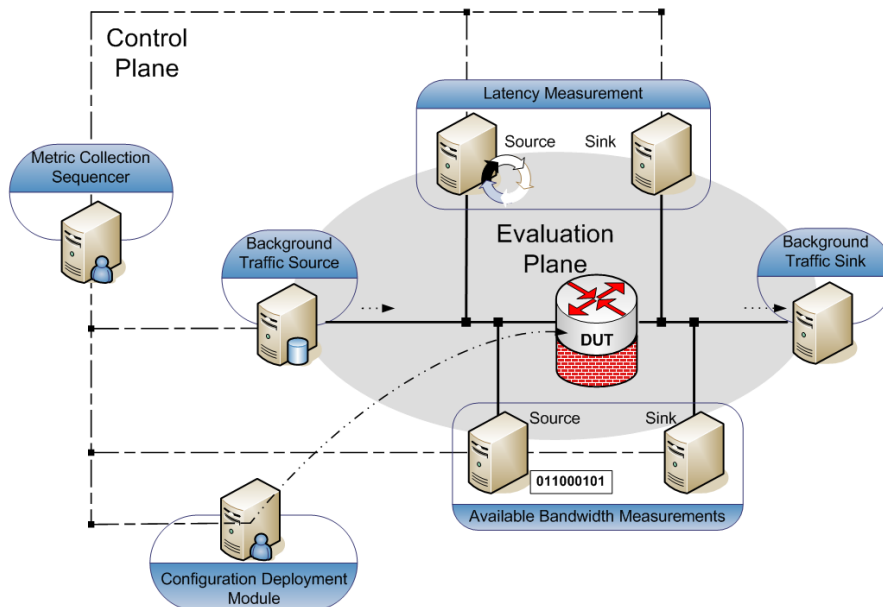 Control
Plane
Latency Measurement
Source
Sink
Metric Collection
Sequencer
Evaluation
Plane
Background
Traffic Source
Background
Traffic Sink
DUT
Source
Sink
011000101
Available Bandwidth Measurements
Configuration Deployment
Module